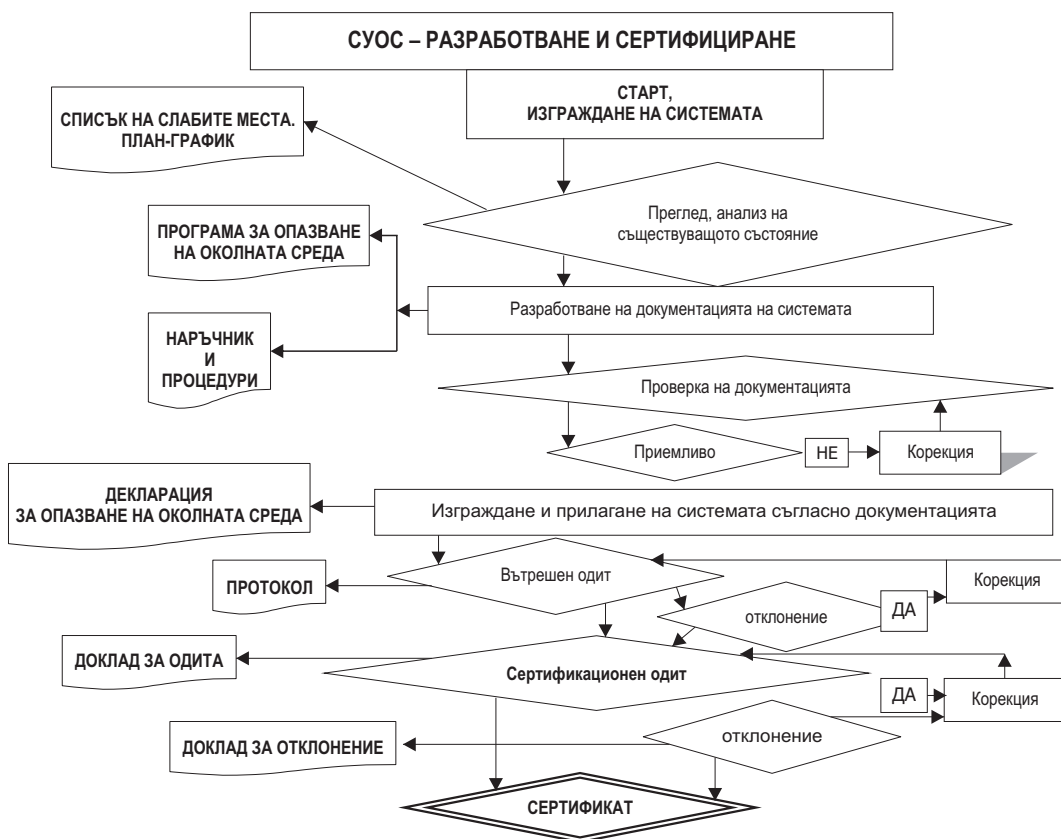 СУОС – РАЗРАБОТВАНЕ И СЕРТИФИЦИРАНЕ
СТАРТ,
ИЗГРАЖДАНЕ НА СИСТЕМАТА
СПИСЪК НА СЛАБИТЕ МЕСТА.
ПЛАН-ГРАФИК
Преглед, анализ на
съществуващото състояние
ПРОГРАМА ЗА ОПАЗВАНЕ
НА ОКОЛНАТА СРЕДА
Разработване на документацията на системата
НАРЪЧНИК
И
ПРОЦЕДУРИ
Проверка на документацията
Приемливо
НЕ
Корекция
ДЕКЛАРАЦИЯ
ЗА ОПАЗВАНЕ НА ОКОЛНАТА СРЕДА
Изграждане и прилагане на системата съгласно документацията
Вътрешен одит
Корекция
ПРОТОКОЛ
отклонение
ДА
ДОКЛАД ЗА ОДИТА
Сертификационен одит
ДА
Корекция
ДОКЛАД ЗА ОТКЛОНЕНИЕ
отклонение
СЕРТИФИКАТ